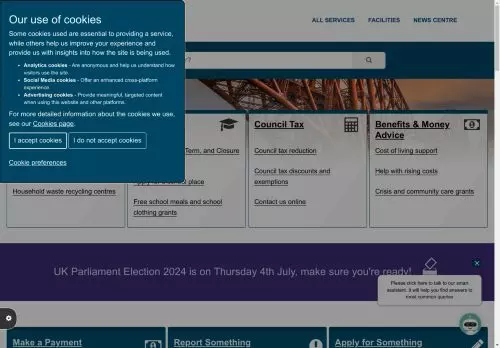 Our use of cookies
Some cookies used are essential to providing a service,
while others help us improve your experience and
provide us with insights into how the site is being used.
Analytics cookies - Are anonymous and help us understand how
visitors use the site.
Social Media cookies - Offer an enhanced cross-platform
experience.
Advertising cookies - Provide meaningful, targeted content
when using this website and other platforms.
For more detailed information about the cookies we use,
see our Cookies page.
I accept cookies
I do not accept cookies
Cookie preferences
ALL SERVICES
FACILITIES
NEWS CENTRE
Household waste recycling centres
Term, and Closure
place
Free school meals and school
clothing grants
Council Tax
Council tax reduction
Council tax discounts and
exemptions
Contact us online
Benefits & Money
Advice
Cost of living support
Help with rising costs
Crisis and community care grants
UK Parliament Election 2024 is on Thursday 4th July, make sure you're ready!
Please click here to talk to our smart
assistant. It will help you find answers to
most common queries
Make a Payment
Report Something
Apply for Something